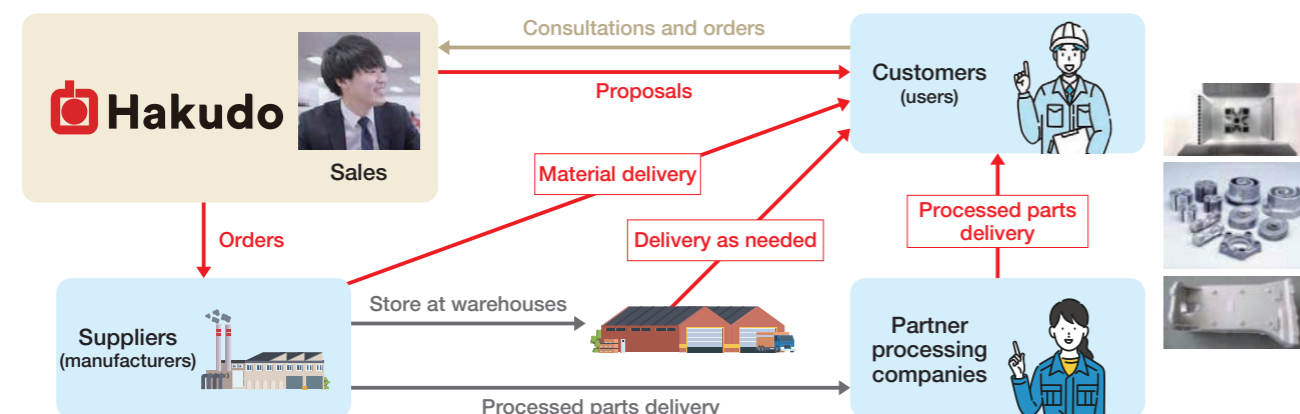 Consultations and orders
Hakudo
Sales
Proposals
Customers
(users)
Material delivery
Orders
Delivery as needed
Processed parts
delivery
Suppliers
(manufacturers)
Store at warehouses
Partner
processing
companies
Processed parts delivery